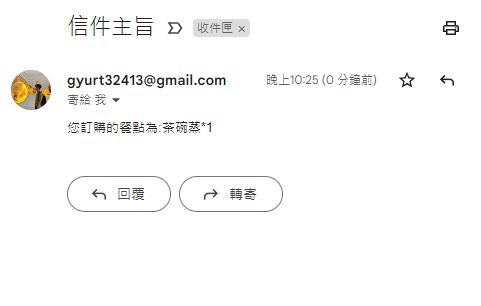 信件主旨 收件匣 ×
gyurt32413@gmail.com 晚上10:25 (0 分鐘前)
寄給 我
您訂購的餐點為:茶碗蒸*1
回覆 轉寄